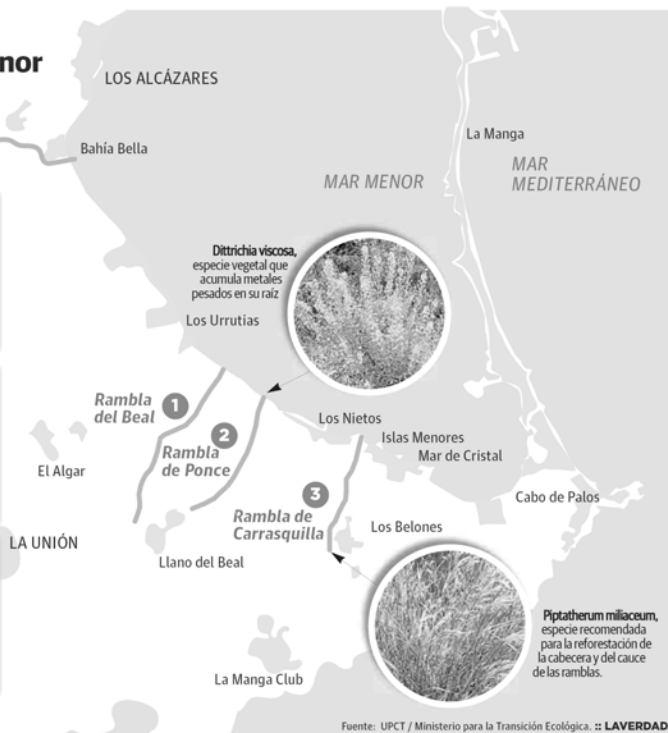 nor
LOS ALCÁZARES
Bahía Bella
La Manga
MAR MENOR
MAR
MEDITERRÁNEO
Dittrichia viscosa,
especie vegetal que
acumula metales
pesados en su raíz
Los Urrutias
Rambla
del Beal
1
2
Rambla
de Ponce
Los Nietos
Islas Menores
Mar de Cristal
El Algar
3
Rambla de
Carrasquilla
Cabo de Palos
Los Belones
LA UNIÓN
Llano del Beal
Piptatherum miliaceum,
especie recomendada
para la reforestación de
la cabecera y del cauce
de las ramblas.
La Manga Club
Fuente: UPCT / Ministerio para la Transición Ecológica. :: LAVERDAD